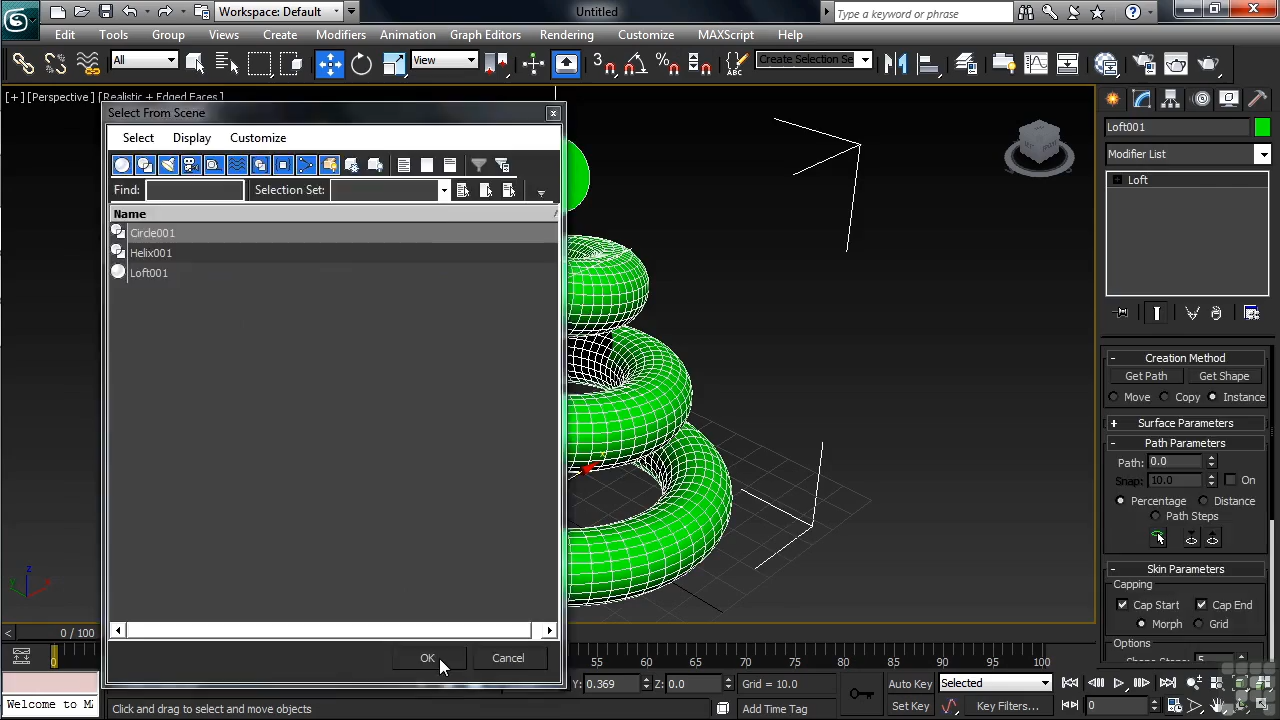 Workspace: Default
Untitled
Type a keyword or phrase
Edit Tools Group Views Create Modifiers Animation Graph Editors Rendering Customize MAXScript Help
All
View
Create Selection Se
[+] [Perspective] [Realistic + Edged Faces]
Select From Scene
Select Display Customize
Find:
Selection Set:
Name
Circle001
Helix001
Loft001
OK
Cancel
Loft001
Modifier List
Loft
Creation Method
Get Path Get Shape
Move Copy Instance
Surface Parameters
Path Parameters
Path: 0.0
Snap: 10.0 On
Percentage Distance
Path Steps
Skin Parameters
Capping
Cap Start Cap End
Morph Grid
Options
Shape Steps: 5
0 / 100
0
55 60 65 70 75 80 85 90 95 100
Y: 0.369 Z: 0.0 Grid = 10.0
Auto Key Selected
Set Key Key Filters... 0
Welcome to M
Click and drag to select and move objects
Add Time Tag